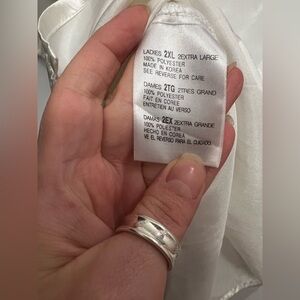 LADIES 2XL 2EXTRA LARGE
100% POLYESTER
MADE IN KOREA
SEE REVERSE FOR CARE
DAMES 2TG 2TRES GRAND
100% POLYESTER
FAIT EN COREE
ENTRETIEN AU VERSO
DAMAS 2EX 2EXTRA GRANDE
100% POLIESTER
HECHO EN COREA
VE EL REVERSO PARA EL CUIDADO